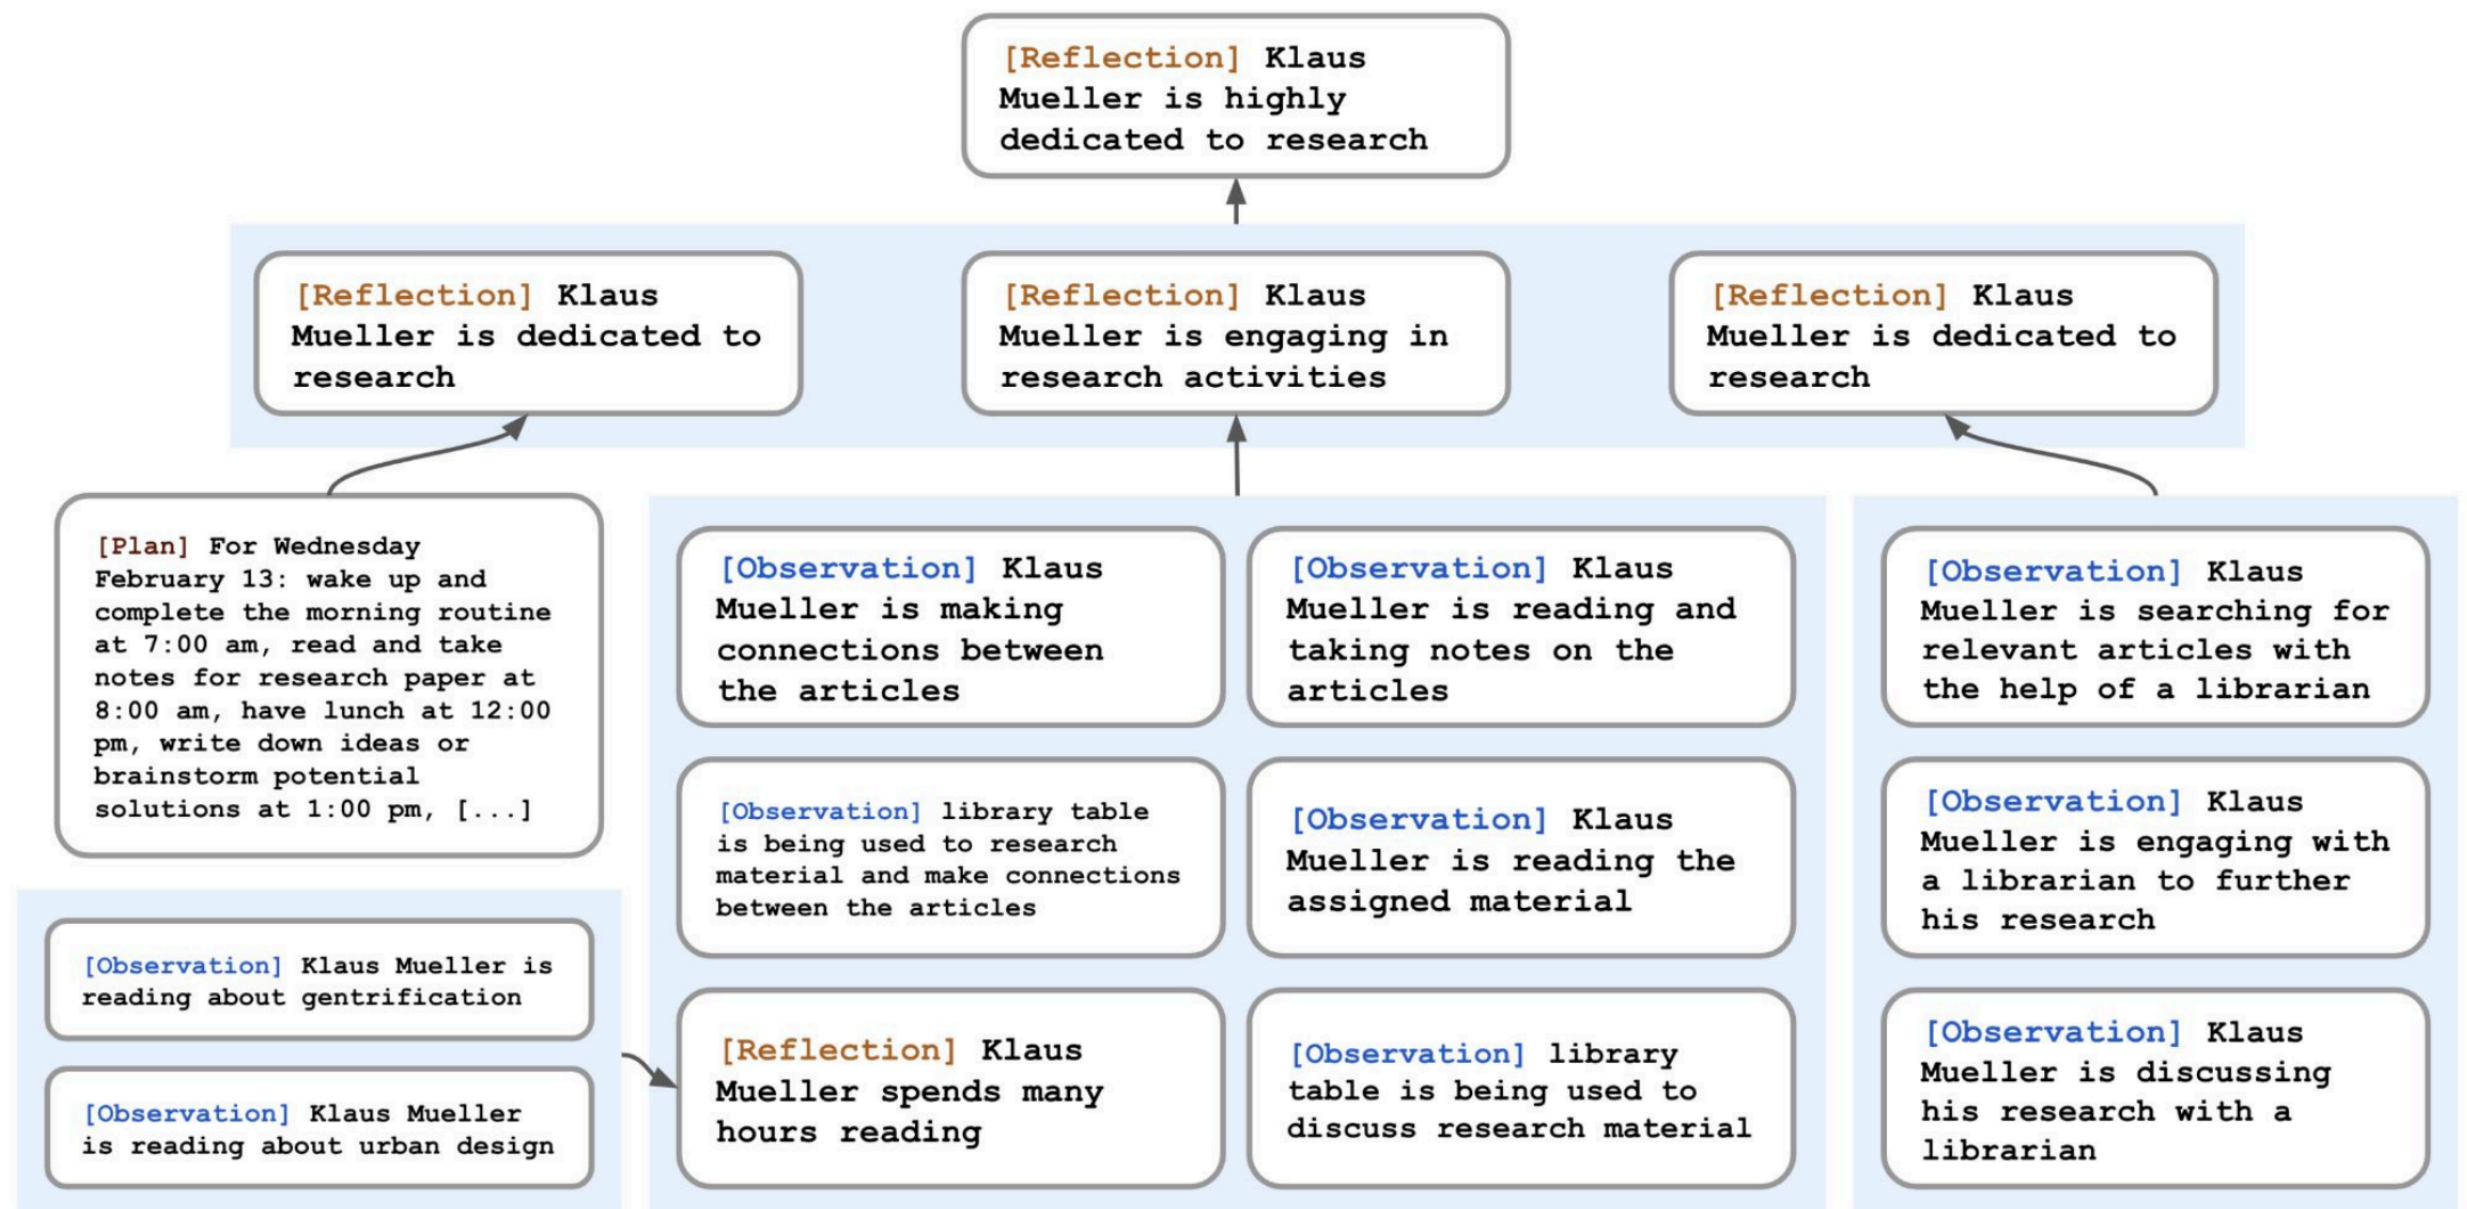 [Reflection] Klaus
Mueller is highly
dedicated to research
[Reflection] Klaus
Mueller is dedicated to
research
[Reflection] Klaus
Mueller is engaging in
research activities
[Reflection] Klaus
Mueller is dedicated to
research
[Plan] For Wednesday
February 13: wake up and
complete the morning routine
at 7:00 am, read and take
notes for research paper at
8:00 am, have lunch at 12:00
pm, write down ideas or
brainstorm potential
solutions at 1:00 pm, [...]
[Observation] Klaus Mueller is
reading about gentrification
[Observation] Klaus Mueller
is reading about urban design
[Observation] Klaus
Mueller is making
connections between
the articles
[Observation] Klaus
Mueller is reading and
taking notes on the
articles
[Observation] library table
is being used to research
material and make connections
between the articles
[Observation] Klaus
Mueller is reading the
assigned material
[Reflection] Klaus
Mueller spends many
hours reading
[Observation] library
table is being used to
discuss research material
[Observation] Klaus
Mueller is searching for
relevant articles with
the help of a librarian
[Observation] Klaus
Mueller is engaging with
a librarian to further
his research
[Observation] Klaus
Mueller is discussing
his research with a
librarian